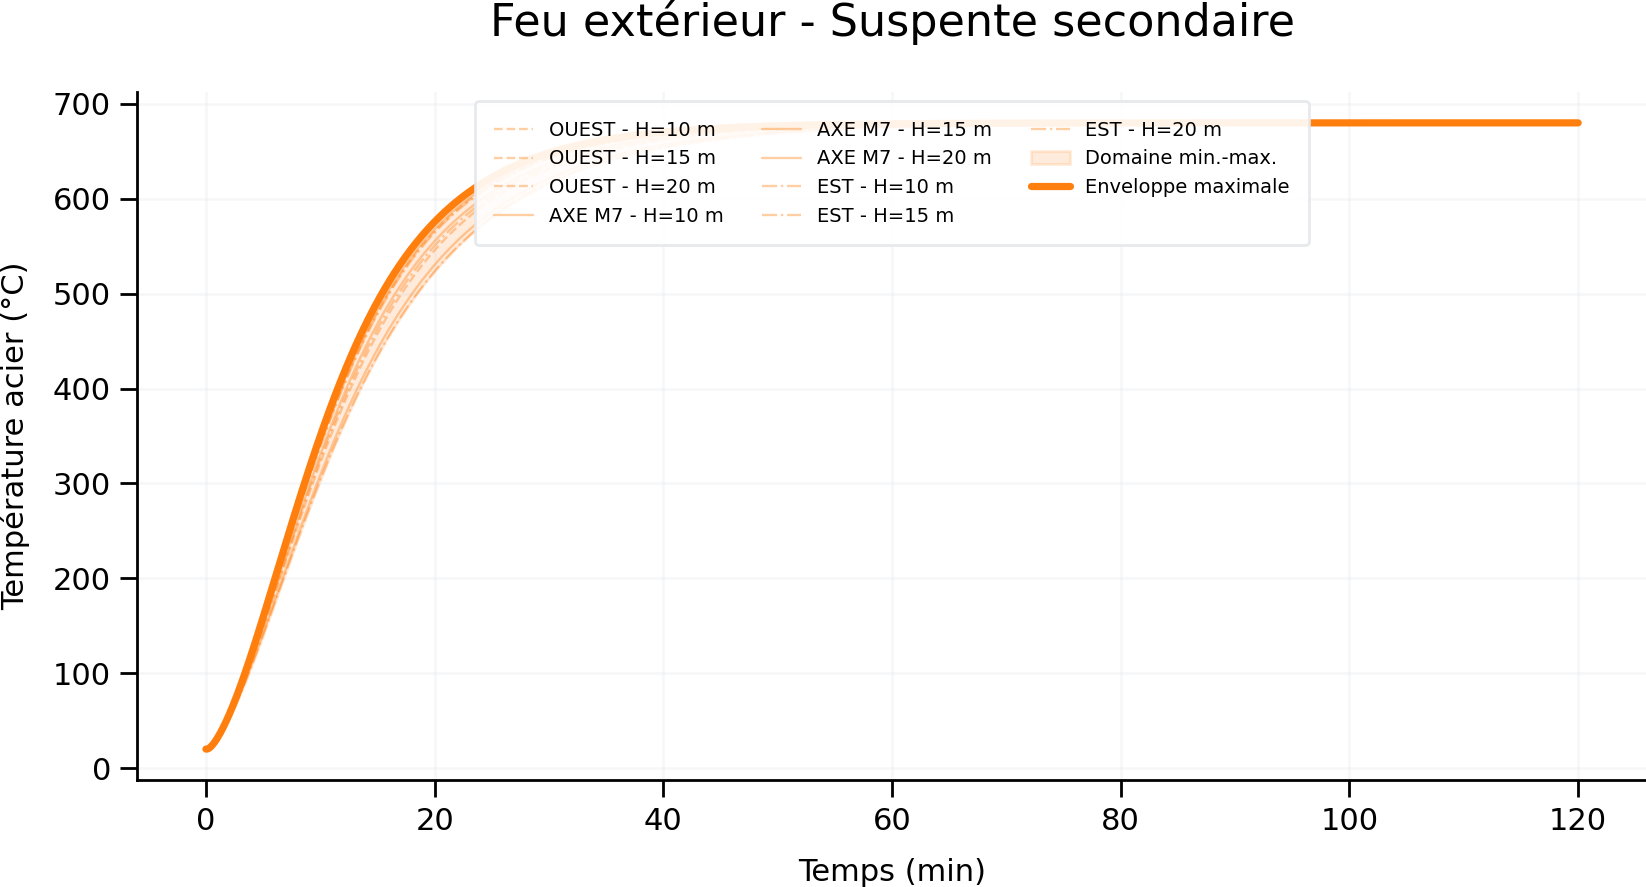 Feu extérieur - Suspente secondaire
Température acier (°C)
700
600
500
400
300
200
100
0
OUEST - H=10 m
OUEST - H=15 m
OUEST - H=20 m
AXE M7 - H=10 m
AXE M7 - H=15 m
AXE M7 - H=20 m
EST - H=10 m
EST - H=15 m
EST - H=20 m
Domaine min.-max.
Enveloppe maximale
0 20 40 60 80 100 120
Temps (min)